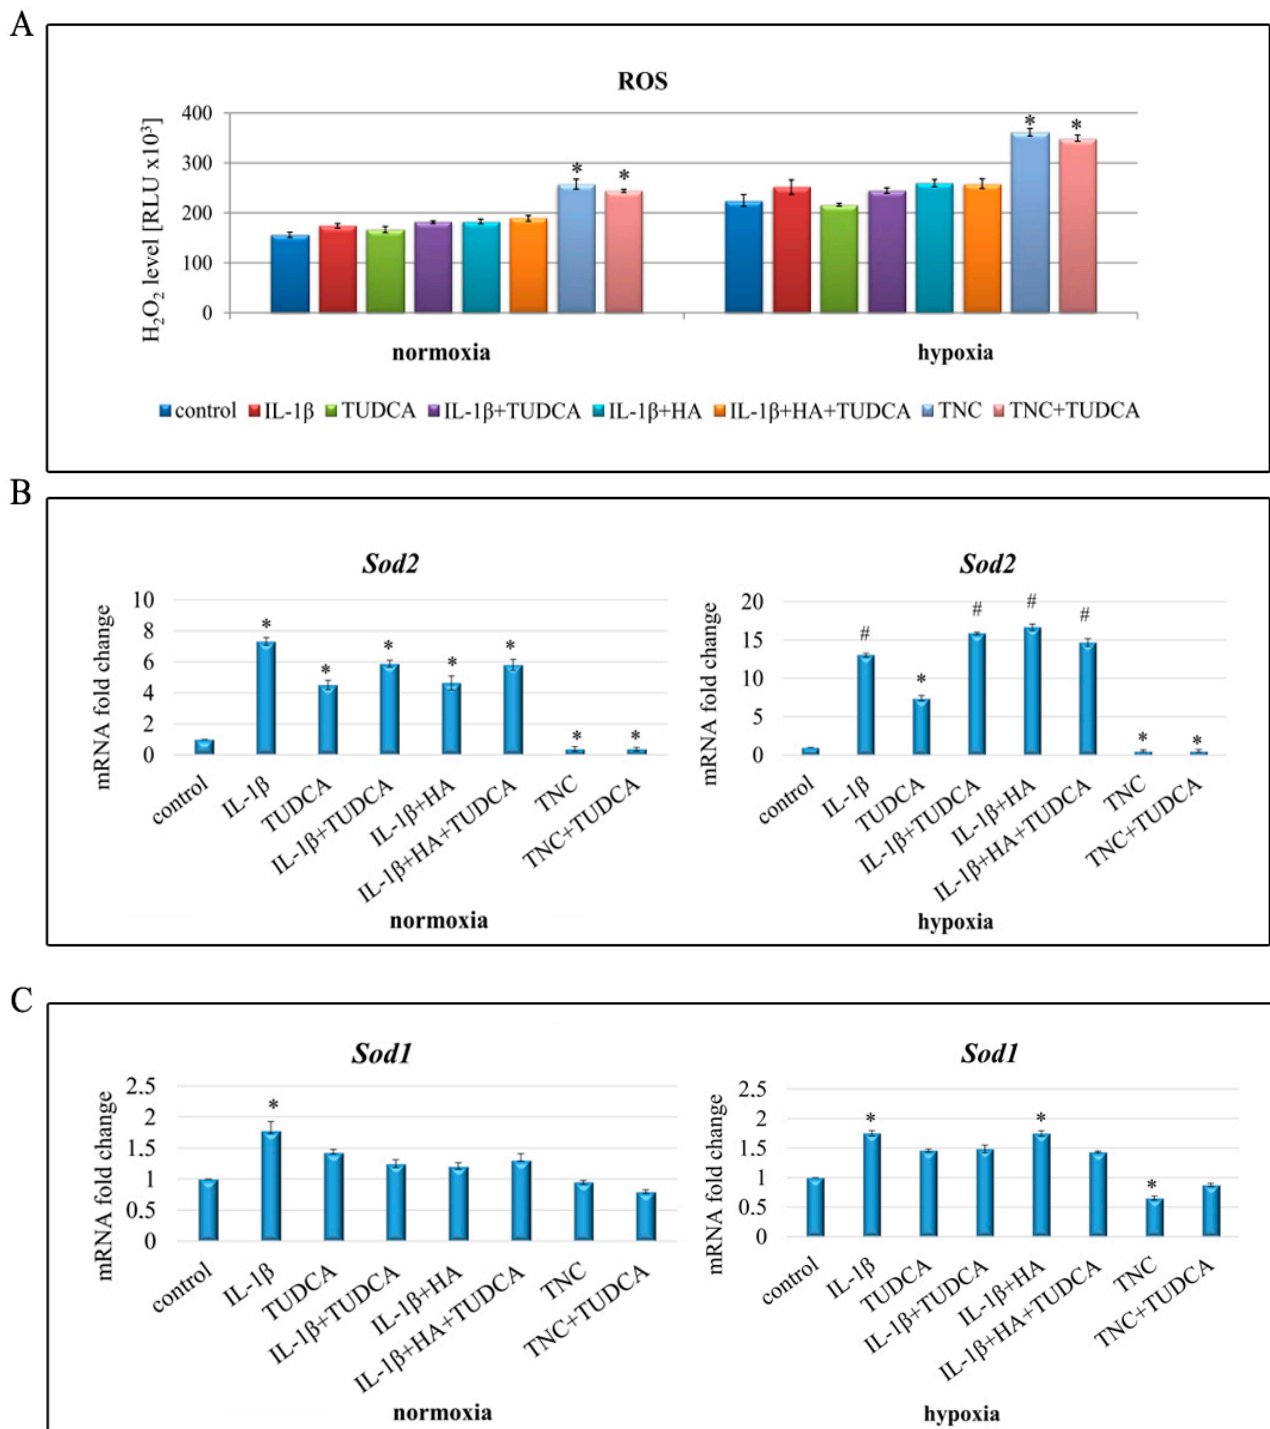 A
ROS
H₂O₂ level [RLU x10³]
400
300
200
100
0
* * * *
normoxia hypoxia
control IL-1β TUDCA IL-1β+TUDCA IL-1β+HA IL-1β+HA+TUDCA TNC TNC+TUDCA
B
Sod2
mRNA fold change
10
8
6
4
2
0
* * * * * * *
control IL-1β TUDCA IL-1β+TUDCA IL-1β+HA IL-1β+HA+TUDCA TNC TNC+TUDCA
normoxia
Sod2
mRNA fold change
20
15
10
5
0
# * # # # * *
control IL-1β TUDCA IL-1β+TUDCA IL-1β+HA IL-1β+HA+TUDCA TNC TNC+TUDCA
hypoxia
C
Sod1
mRNA fold change
2.5
2
1.5
1
0.5
0
*
control IL-1β TUDCA IL-1β+TUDCA IL-1β+HA IL-1β+HA+TUDCA TNC TNC+TUDCA
normoxia
Sod1
mRNA fold change
2.5
2
1.5
1
0.5
0
* * *
control IL-1β TUDCA IL-1β+TUDCA IL-1β+HA IL-1β+HA+TUDCA TNC TNC+TUDCA
hypoxia